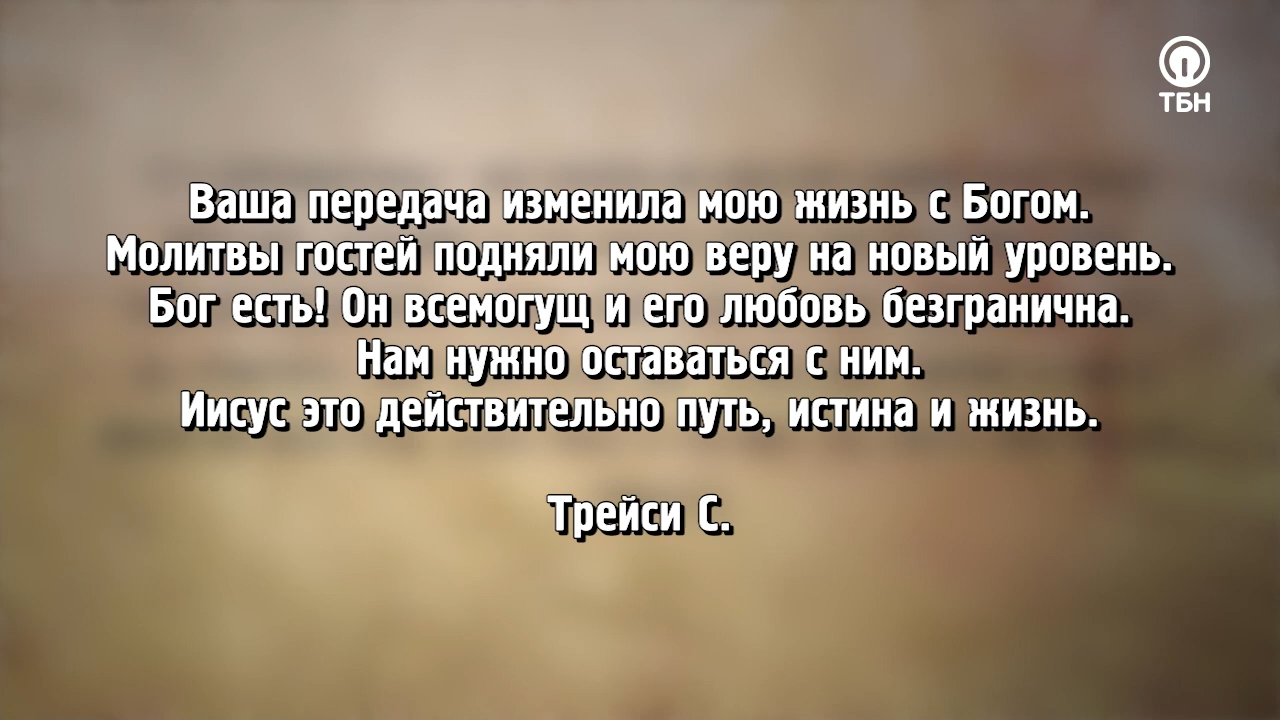 ТБН
Ваша передача изменила мою жизнь с Богом.
Молитвы гостей подняли мою веру на новый уровень.
Бог есть! Он всемогущ и его любовь безгранична.
Нам нужно оставаться с ним.
Иисус это действительно путь, истина и жизнь.
Трейси С.